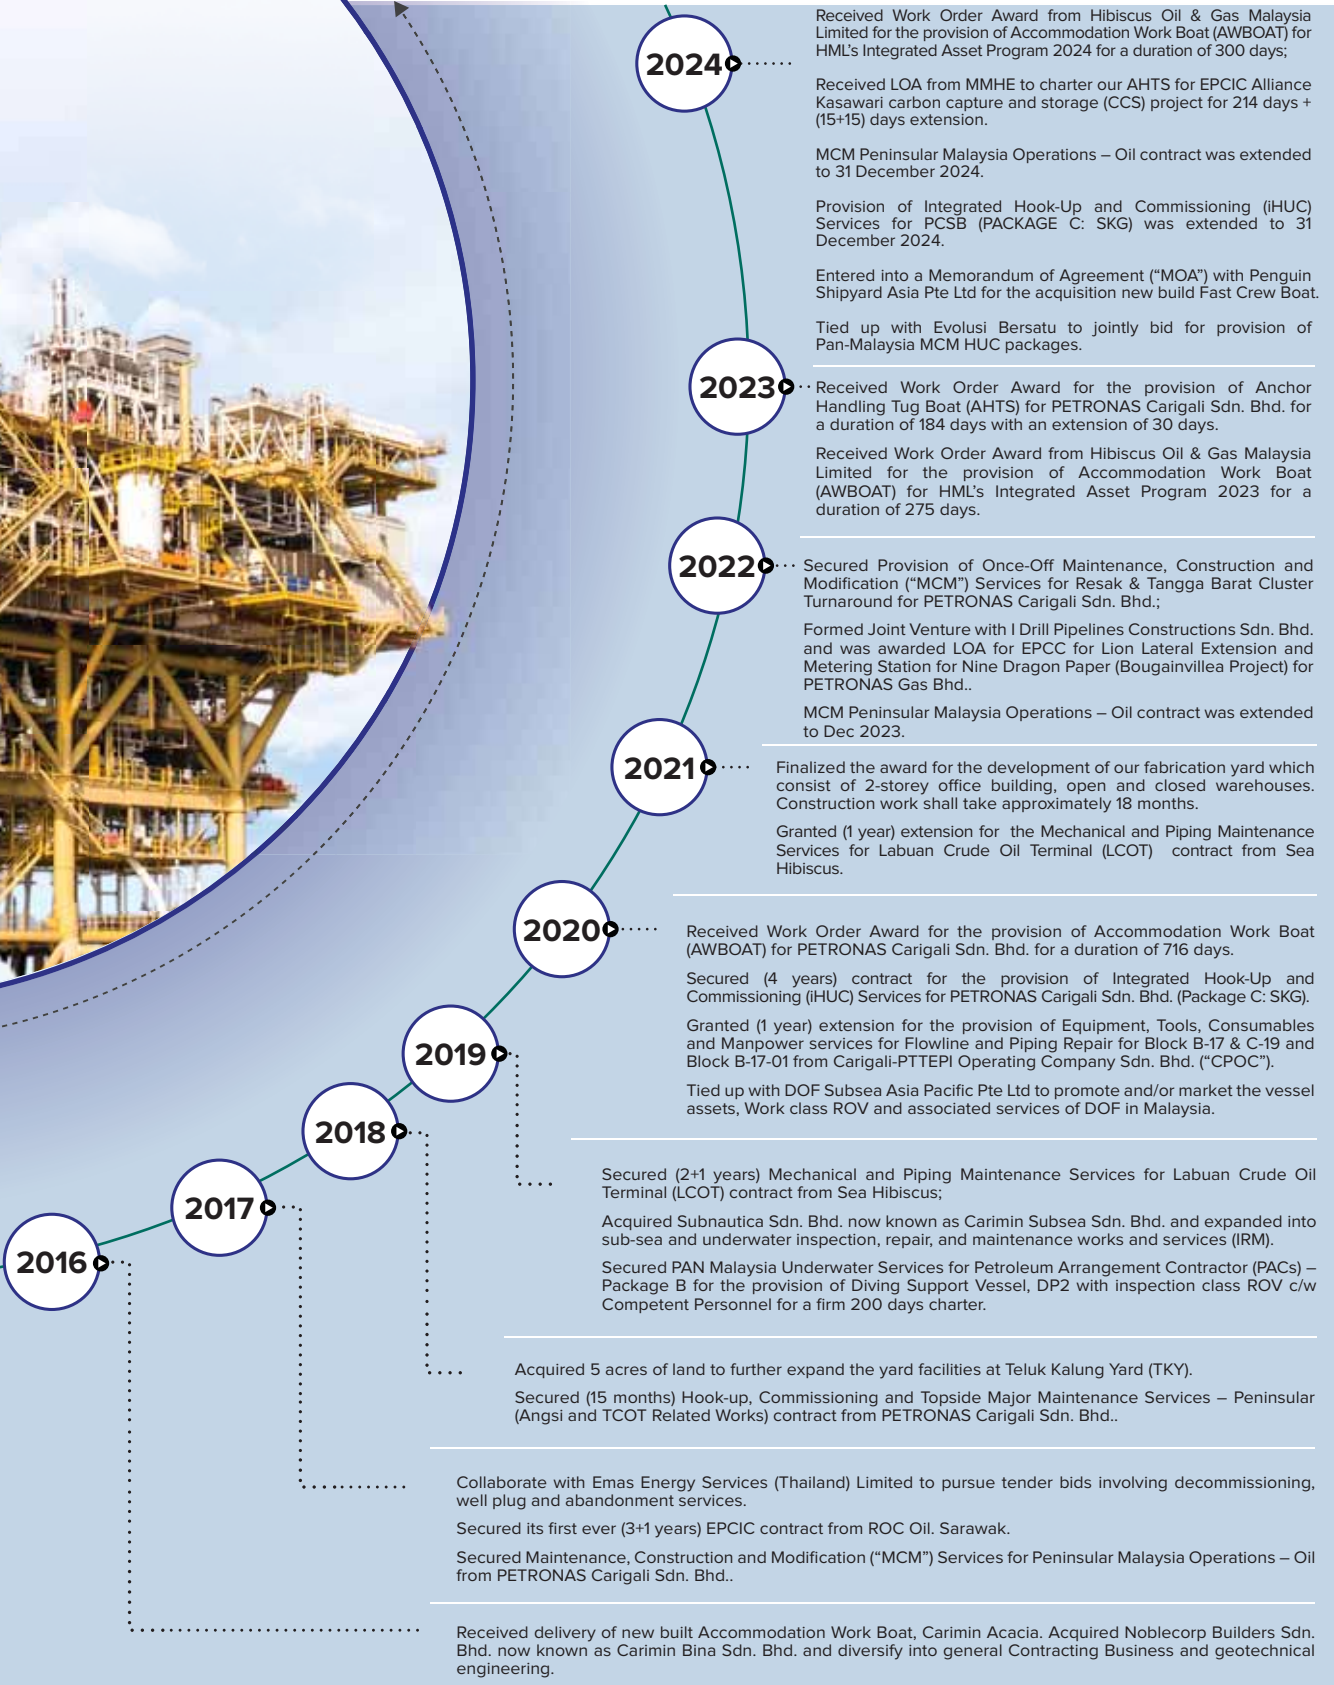 2024
Received Work Order Award from Hibiscus Oil & Gas Malaysia
Limited for the provision of Accommodation Work Boat (AWBOAT) for
HML's Integrated Asset Program 2024 for a duration of 300 days;
Received LOA from MMHE to charter our AHTS for EPCIC Alliance
Kasawari carbon capture and storage (CCS) project for 214 days +
(15+15) days extension.
MCM Peninsular Malaysia Operations – Oil contract was extended
to 31 December 2024.
Provision of Integrated Hook-Up and Commissioning (iHUC)
Services for PCSB (PACKAGE C: SKG) was extended to 31
December 2024.
Entered into a Memorandum of Agreement (“MOA”) with Penguin
Shipyard Asia Pte Ltd for the acquisition new build Fast Crew Boat.
Tied up with Evolusi Bersatu to jointly bid for provision of
Pan-Malaysia MCM HUC packages.
2023
Received Work Order Award for the provision of Anchor
Handling Tug Boat (AHTS) for PETRONAS Carigali Sdn. Bhd. for
a duration of 184 days with an extension of 30 days.
Received Work Order Award from Hibiscus Oil & Gas Malaysia
Limited for the provision of Accommodation Work Boat
(AWBOAT) for HML's Integrated Asset Program 2023 for a
duration of 275 days.
2022
Secured Provision of Once-Off Maintenance, Construction and
Modification (“MCM”) Services for Resak & Tangga Barat Cluster
Turnaround for PETRONAS Carigali Sdn. Bhd.;
Formed Joint Venture with I Drill Pipelines Constructions Sdn. Bhd.
and was awarded LOA for EPCC for Lion Lateral Extension and
Metering Station for Nine Dragon Paper (Bougainvillea Project) for
PETRONAS Gas Bhd..
MCM Peninsular Malaysia Operations – Oil contract was extended
to Dec 2023.
2021
Finalized the award for the development of our fabrication yard which
consist of 2-storey office building, open and closed warehouses.
Construction work shall take approximately 18 months.
Granted (1 year) extension for the Mechanical and Piping Maintenance
Services for Labuan Crude Oil Terminal (LCOT) contract from Sea
Hibiscus.
2020
Received Work Order Award for the provision of Accommodation Work Boat
(AWBOAT) for PETRONAS Carigali Sdn. Bhd. for a duration of 716 days.
Secured (4 years) contract for the provision of Integrated Hook-Up and
Commissioning (iHUC) Services for PETRONAS Carigali Sdn. Bhd. (Package C: SKG).
Granted (1 year) extension for the provision of Equipment, Tools, Consumables
and Manpower services for Flowline and Piping Repair for Block B-17 & C-19 and
Block B-17-01 from Carigali-PTTEPI Operating Company Sdn. Bhd. (“CPOC”).
Tied up with DOF Subsea Asia Pacific Pte Ltd to promote and/or market the vessel
assets, Work class ROV and associated services of DOF in Malaysia.
2019
Secured (2+1 years) Mechanical and Piping Maintenance Services for Labuan Crude Oil
Terminal (LCOT) contract from Sea Hibiscus;
Acquired Subnautica Sdn. Bhd. now known as Carimin Subsea Sdn. Bhd. and expanded into
sub-sea and underwater inspection, repair, and maintenance works and services (IRM).
Secured PAN Malaysia Underwater Services for Petroleum Arrangement Contractor (PACs) –
Package B for the provision of Diving Support Vessel, DP2 with inspection class ROV c/w
Competent Personnel for a firm 200 days charter.
2018
Acquired 5 acres of land to further expand the yard facilities at Teluk Kalung Yard (TKY).
Secured (15 months) Hook-up, Commissioning and Topside Major Maintenance Services – Peninsular
(Angsi and TCOT Related Works) contract from PETRONAS Carigali Sdn. Bhd..
2017
Collaborate with Emas Energy Services (Thailand) Limited to pursue tender bids involving decommissioning,
well plug and abandonment services.
Secured its first ever (3+1 years) EPCIC contract from ROC Oil. Sarawak.
Secured Maintenance, Construction and Modification (“MCM”) Services for Peninsular Malaysia Operations – Oil
from PETRONAS Carigali Sdn. Bhd..
2016
Received delivery of new built Accommodation Work Boat, Carimin Acacia. Acquired Noblecorp Builders Sdn.
Bhd. now known as Carimin Bina Sdn. Bhd. and diversify into general Contracting Business and geotechnical
engineering.